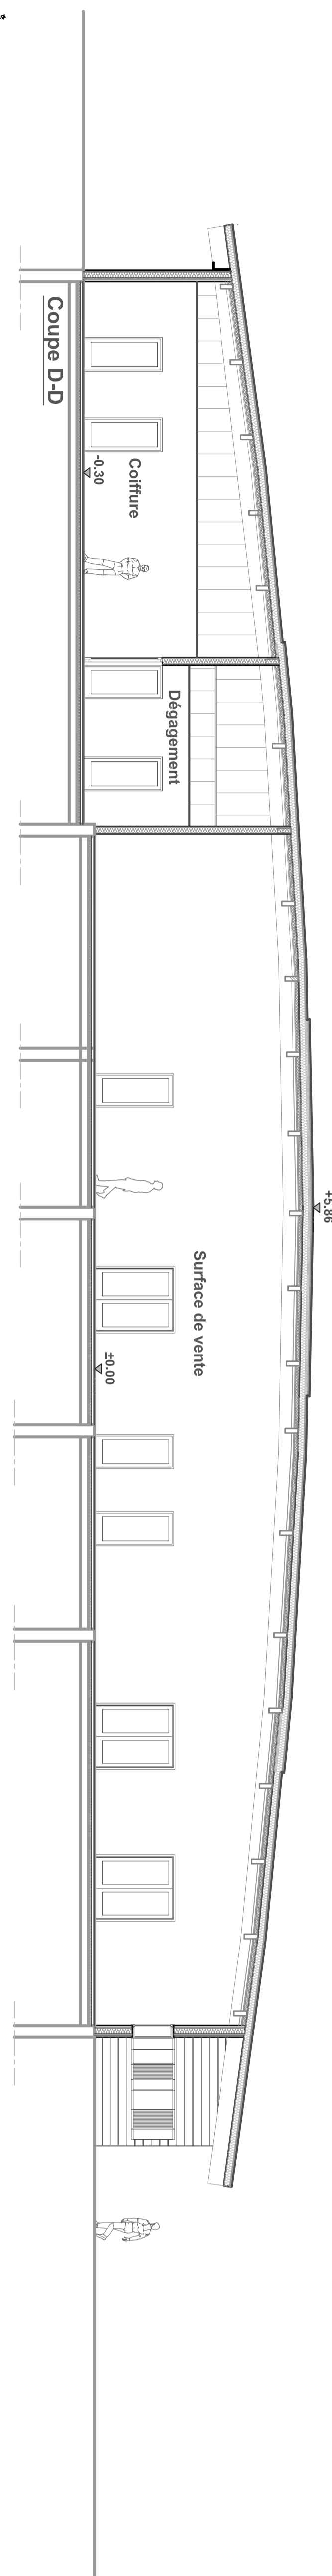 +5.86
Surface de vente
±0.00
Dégagement
Coiffure
-0.30
Coupe D-D